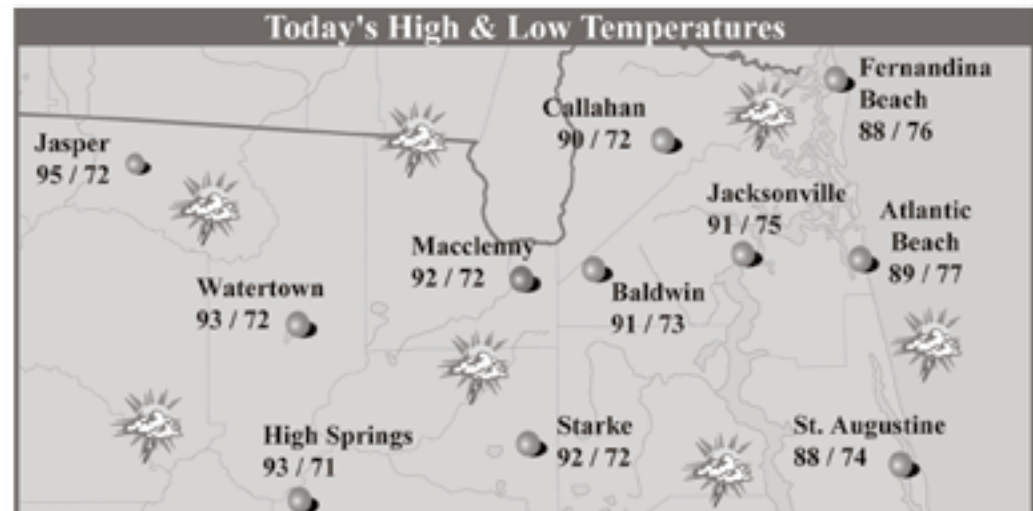 Today's High & Low Temperatures
Fernandina
Beach
88 / 76
Callahan
90 / 72
Jasper
95 / 72
Jacksonville
91 / 75
Atlantic
Beach
89 / 77
Macclenny
92 / 72
Baldwin
91 / 73
Watertown
93 / 72
High Springs
93 / 71
Starke
92 / 72
St. Augustine
88 / 74